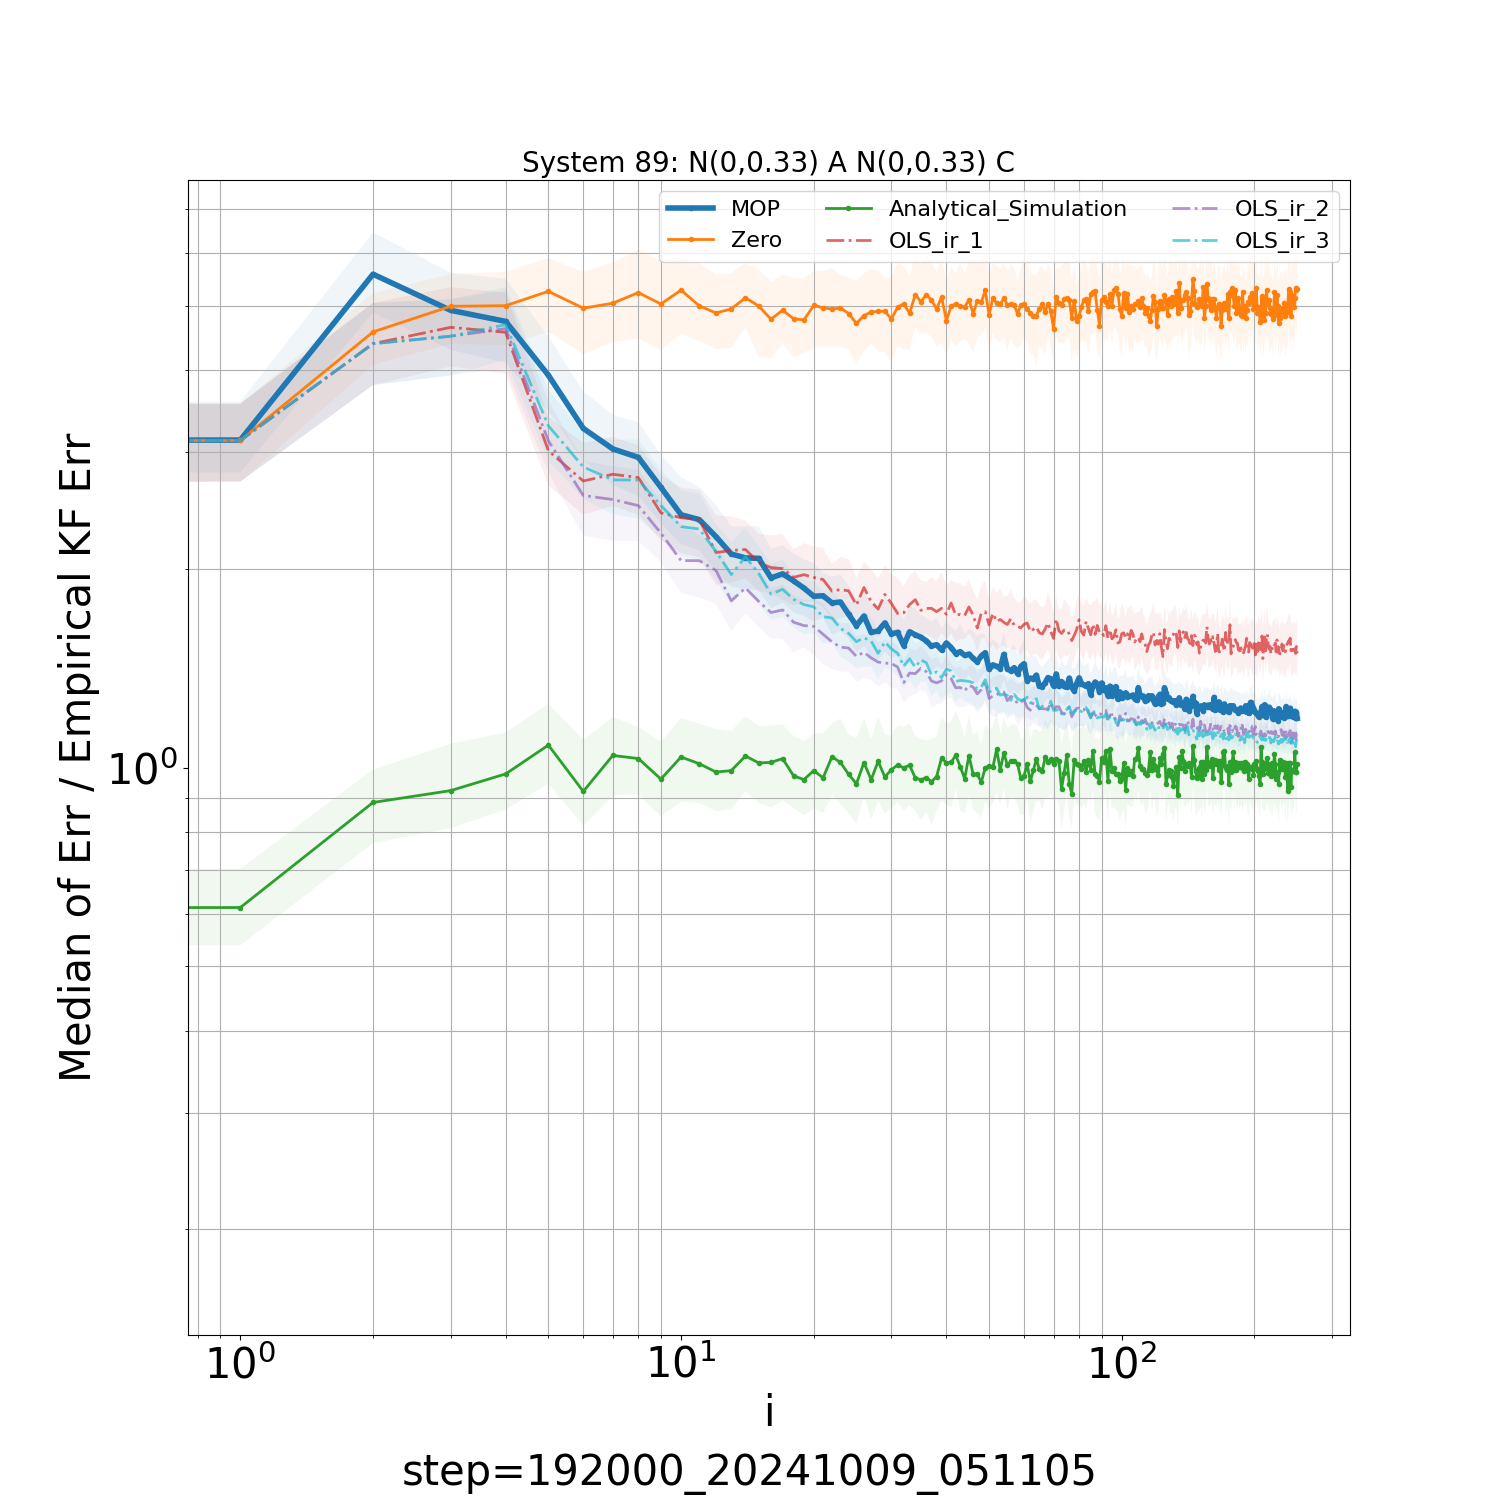 System 89: N(0,0.33) A N(0,0.33) C
MOP
Zero
Analytical_Simulation
OLS_ir_1
OLS_ir_2
OLS_ir_3
Median of Err / Empirical KF Err
10⁰
10⁰
10¹
10²
i
step=192000_20241009_051105